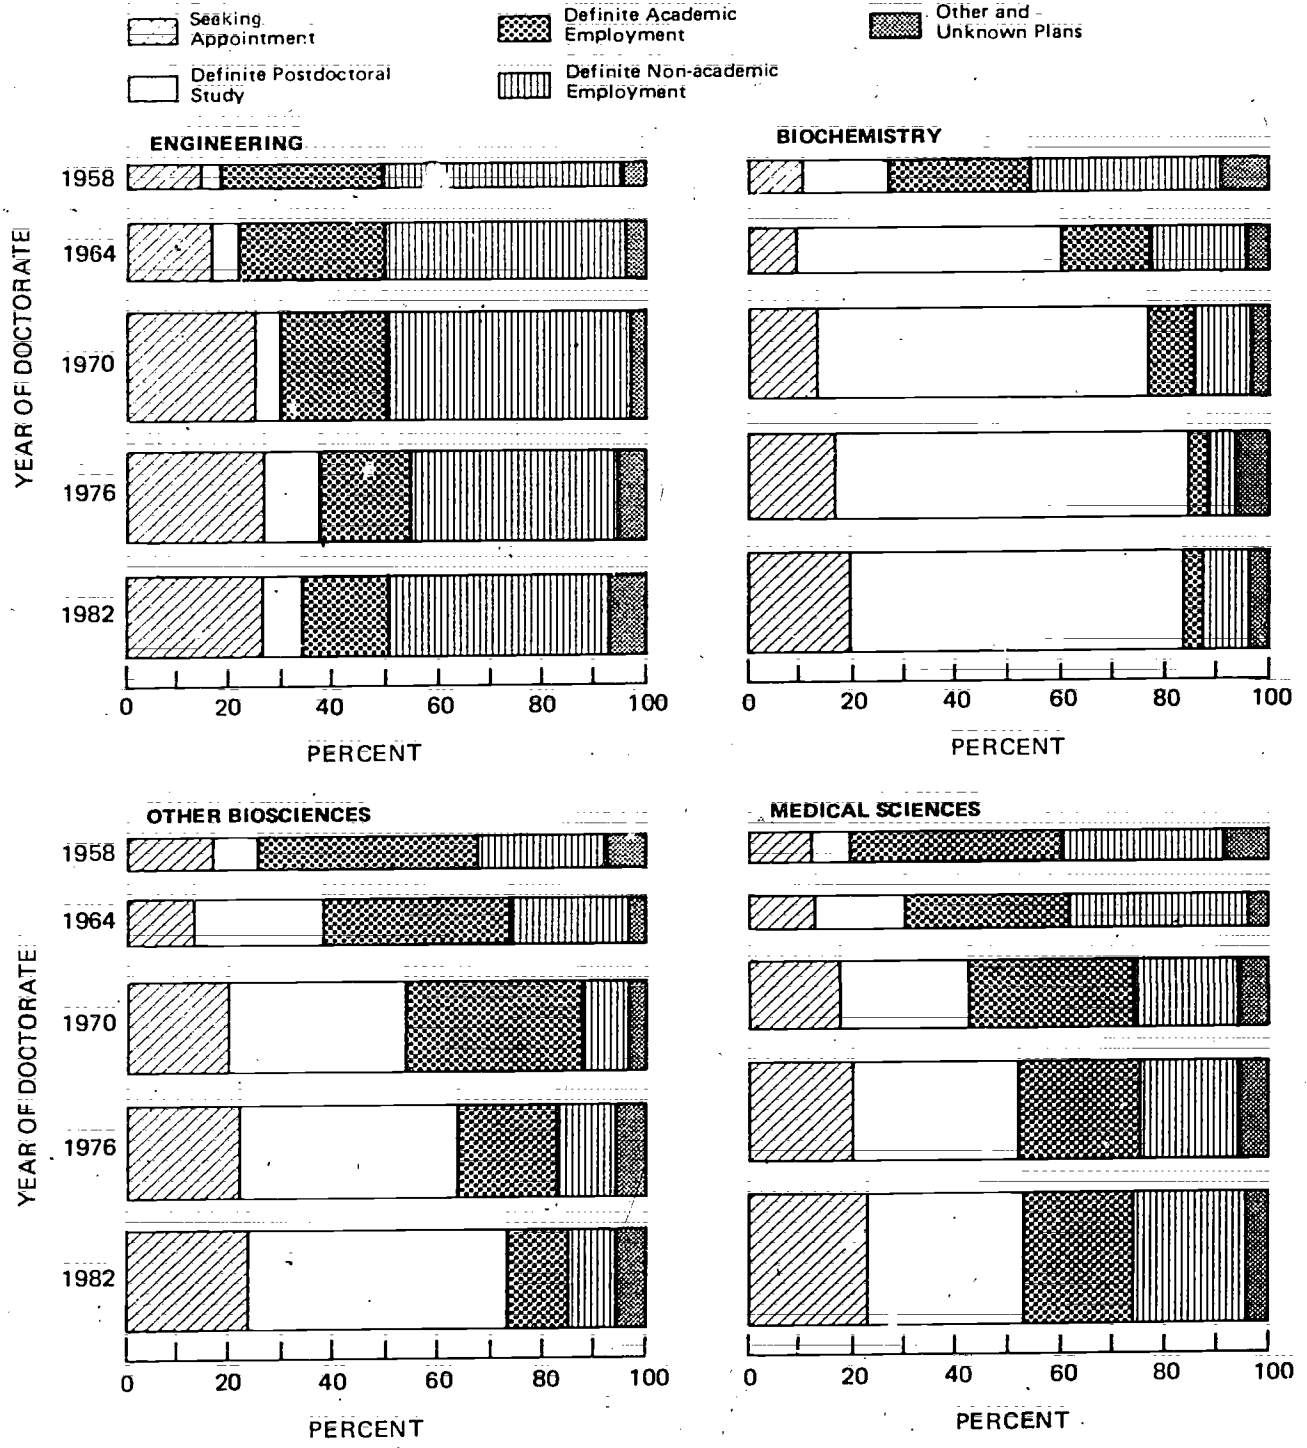 Seeking
Appointment
Definite Postdoctoral
Study
Definite Academic
Employment
Definite Non-academic
Employment
Other and
Unknown Plans
ENGINEERING
BIOCHEMISTRY
YEAR OF DOCTORATE
1958
1964
1970
1976
1982
0 20 40 60 80 100
PERCENT
0 20 40 60 80 100
PERCENT
OTHER BIOSCIENCES
MEDICAL SCIENCES
YEAR OF DOCTORATE
1958
1964
1970
1976
1982
0 20 40 60 80 100
PERCENT
0 20 40 60 80 100
PERCENT